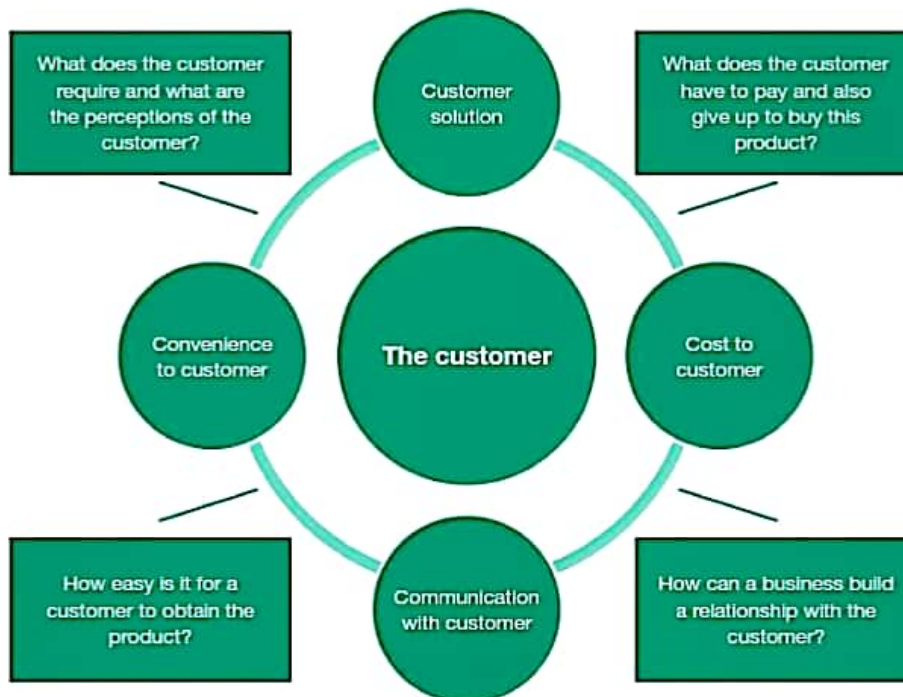 What does the customer
require and what are
the perceptions of the
customer?
Customer
solution
What does the customer
have to pay and also
give up to buy this
product?
Convenience
to customer
The customer
Cost to
customer
How easy is it for a
customer to obtain the
product?
Communication
with customer
How can a business build
a relationship with the
customer?